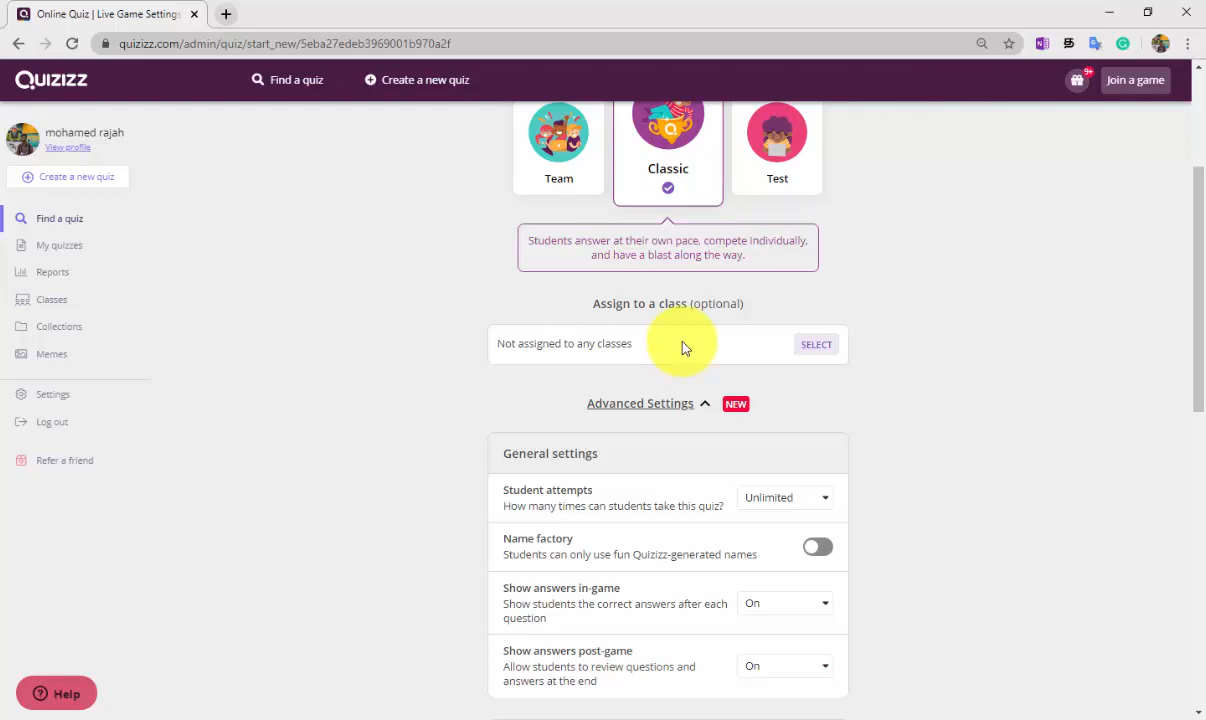 Online Quiz | Live Game Settings
quizizz.com/admin/quiz/start_new/5eba27edeb3969001b970a2f
QUIZIZZ
Find a quiz
Create a new quiz
9+
Join a game
mohamed rajah
View profile
Create a new quiz
Find a quiz
My quizzes
Reports
Classes
Collections
Memes
Settings
Log out
Refer a friend
Help
Team
Classic
Test
Students answer at their own pace, compete individually,
and have a blast along the way.
Assign to a class (optional)
Not assigned to any classes
SELECT
Advanced Settings
NEW
General settings
Student attempts
How many times can students take this quiz?
Unlimited
Name factory
Students can only use fun Quizizz-generated names
Show answers in-game
Show students the correct answers after each
question
On
Show answers post-game
Allow students to review questions and
answers at the end
On